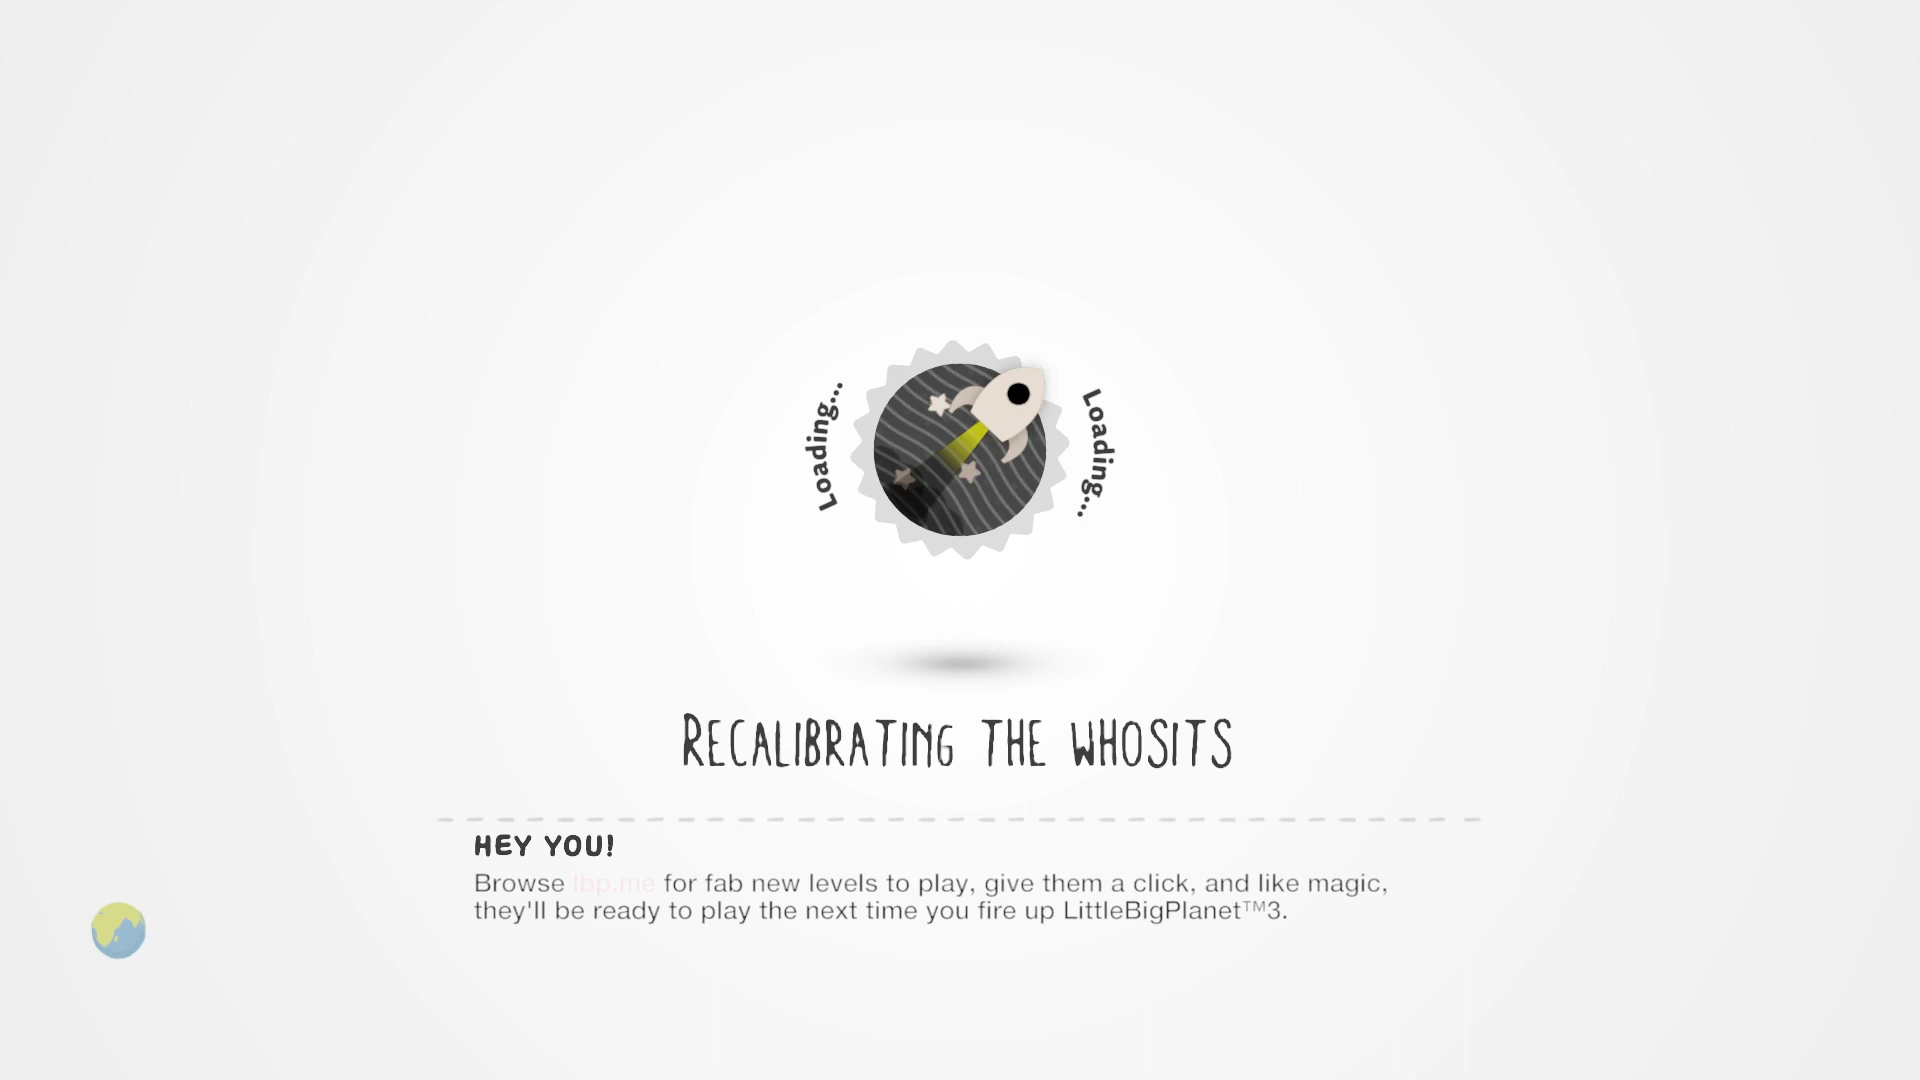 Loading...
Loading...
RECALIBRATING THE WHOSITS
HEY YOU!
Browse lbp.me for fab new levels to play, give them a click, and like magic,
they'll be ready to play the next time you fire up LittleBigPlanet™3.